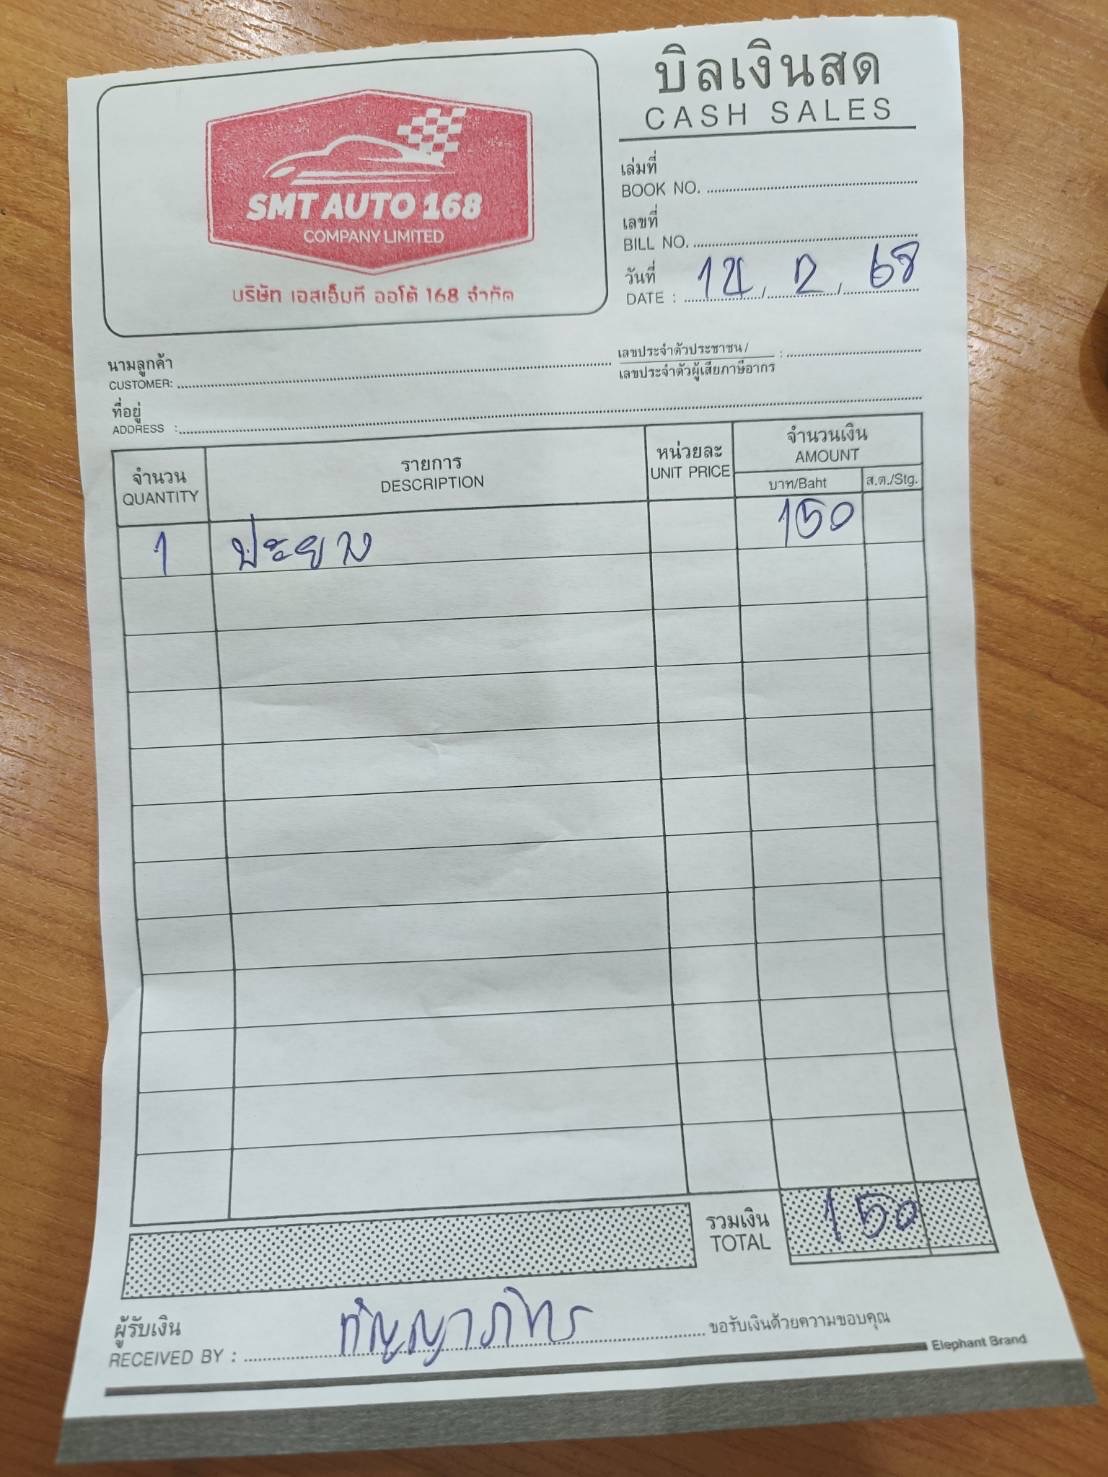 บิลเงินสด
CASH SALES
SMT AUTO 168
COMPANY LIMITED
บริษัท เอสเอ็มที ออโต้ 168 จำกัด
เล่มที่
BOOK NO.
เลขที่
BILL NO.
วันที่
DATE : / 2 / 68
นามลูกค้า
CUSTOMER:
เลขประจำตัวประชาชน/
เลขประจำตัวผู้เสียภาษีอากร :
ที่อยู่
ADDRESS :
จำนวน รายการ หน่วยละ จำนวนเงิน
QUANTITY DESCRIPTION UNIT PRICE AMOUNT
บาท/Baht ส.ต./Stg.
1 ปะยาง 150
รวมเงิน
TOTAL 150
ผู้รับเงิน
RECEIVED BY : ขอรับเงินด้วยความขอบคุณ
Elephant Brand